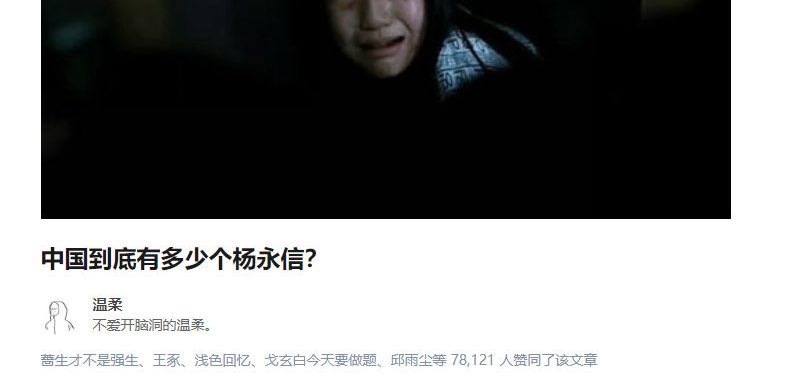 中国到底有多少个杨永信?
温柔
不爱开脑洞的温柔。
蔷生才不是强生、王豖、浅色回忆、戈玄白今天要做题、邱雨尘等 78,121 人赞同了该文章